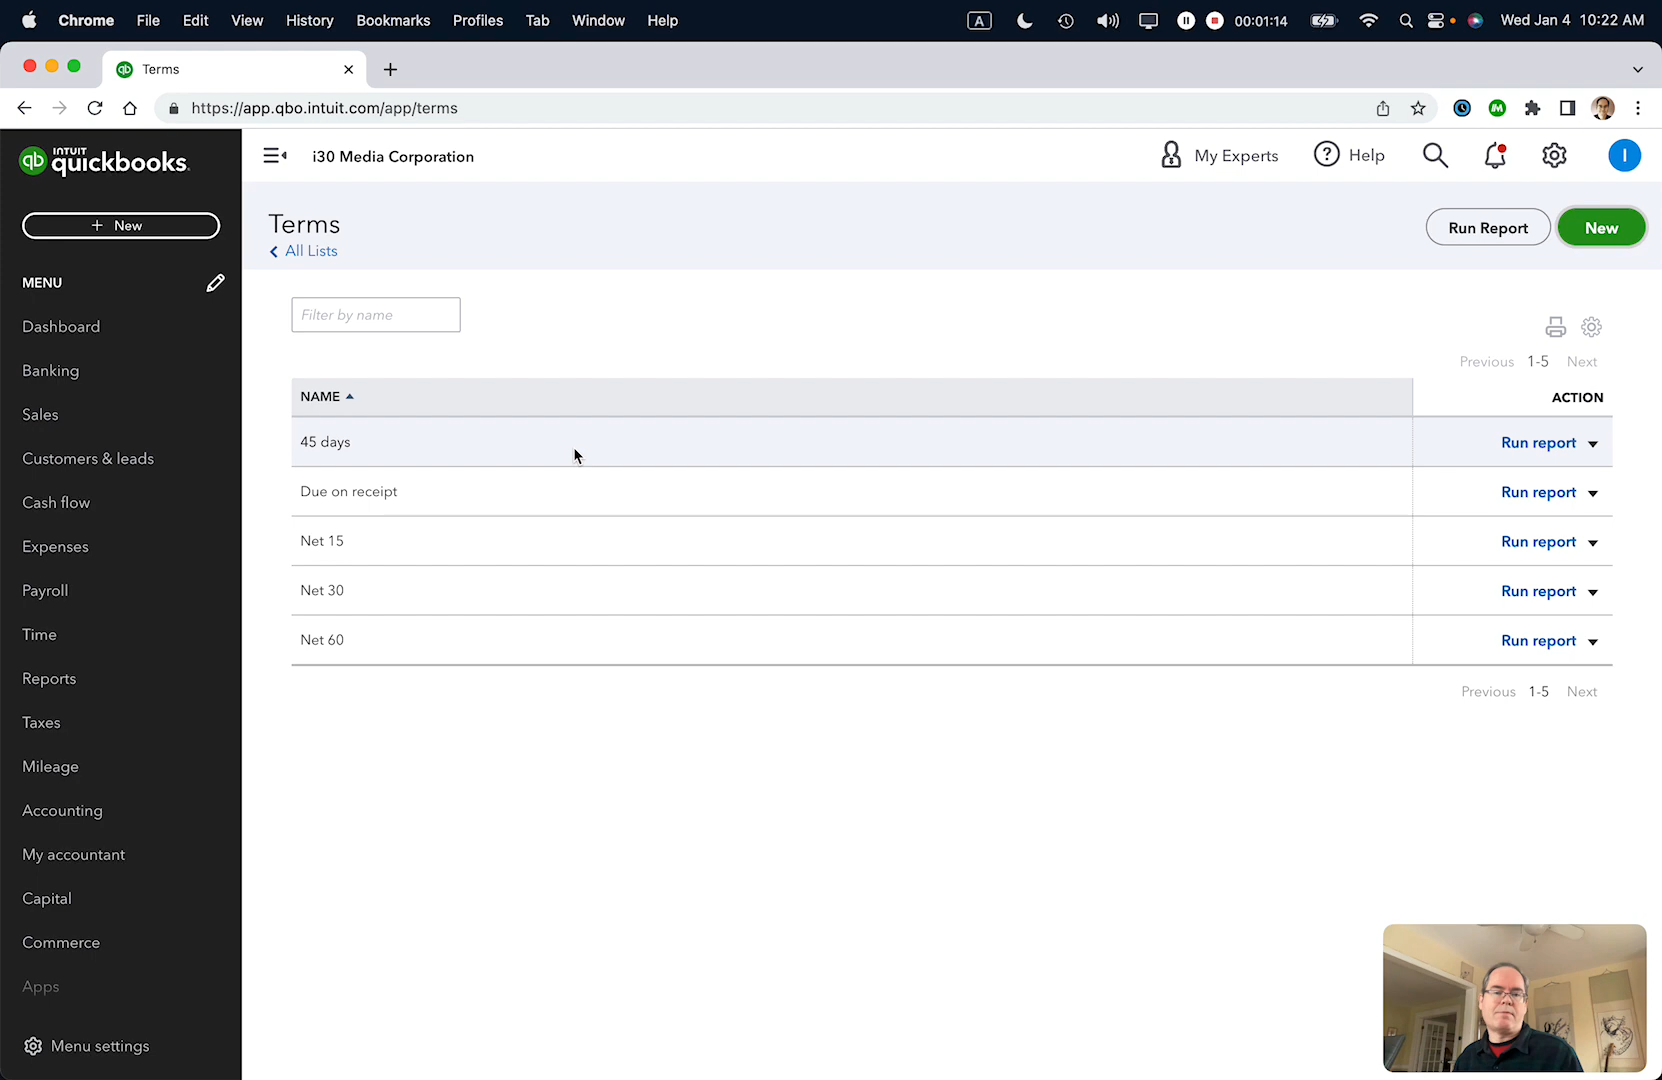 Chrome File Edit View History Bookmarks Profiles Tab Window Help A 00:01:14 Wed Jan 4 10:22 AM
qb Terms
https://app.qbo.intuit.com/app/terms
qb INTUIT quickbooks.
i30 Media Corporation My Experts Help I
+ New
MENU
Dashboard
Banking
Sales
Customers & leads
Cash flow
Expenses
Payroll
Time
Reports
Taxes
Mileage
Accounting
My accountant
Capital
Commerce
Apps
Menu settings
Terms
All Lists
Run Report New
Filter by name
Previous 1-5 Next
NAME ACTION
45 days Run report
Due on receipt Run report
Net 15 Run report
Net 30 Run report
Net 60 Run report
Previous 1-5 Next